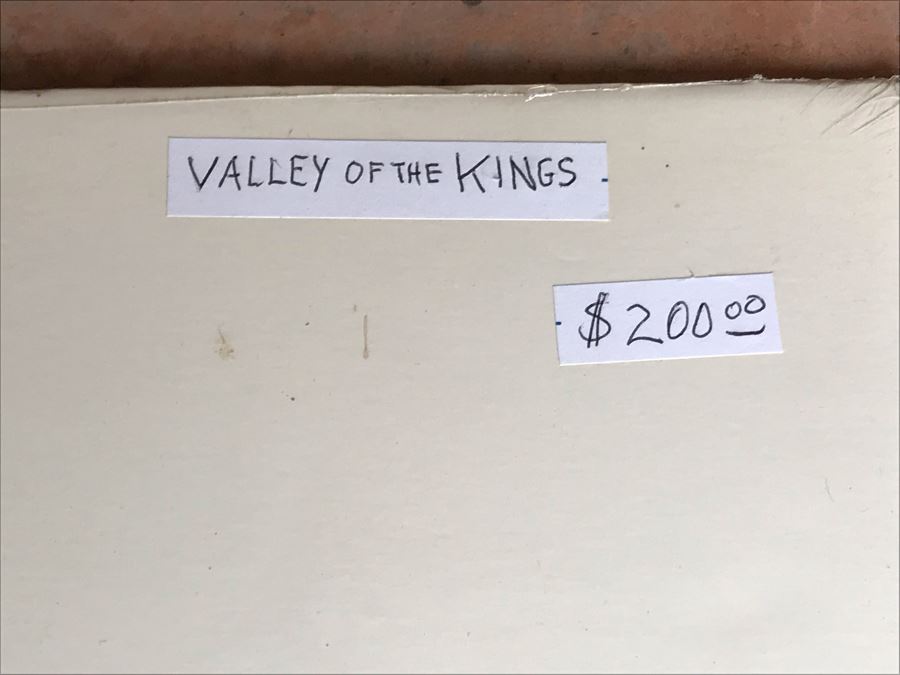 VALLEY OF THE KINGS
$200.00